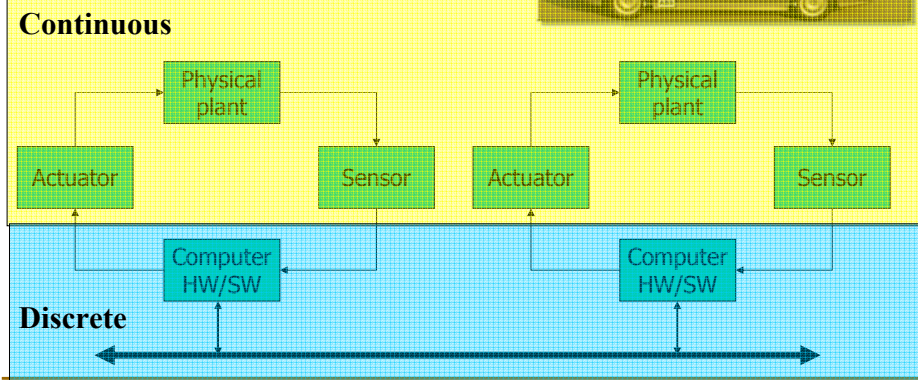 Continuous
Physical
plant
Physical
plant
Actuator
Sensor
Actuator
Sensor
Computer
HW/SW
Computer
HW/SW
Discrete